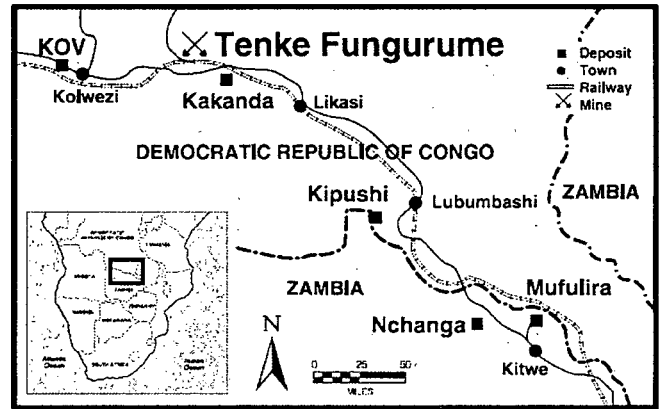 KOV
Tenke Fungurume
Deposit
Town
Railway
Mine
Kolwezi
Kakanda
Likasi
DEMOCRATIC REPUBLIC OF CONGO
ZAMBIA
Kipushi
Lubumbashi
ZAMBIA
Mufulira
Nchanga
Kitwe
N
0 25 50
MILES